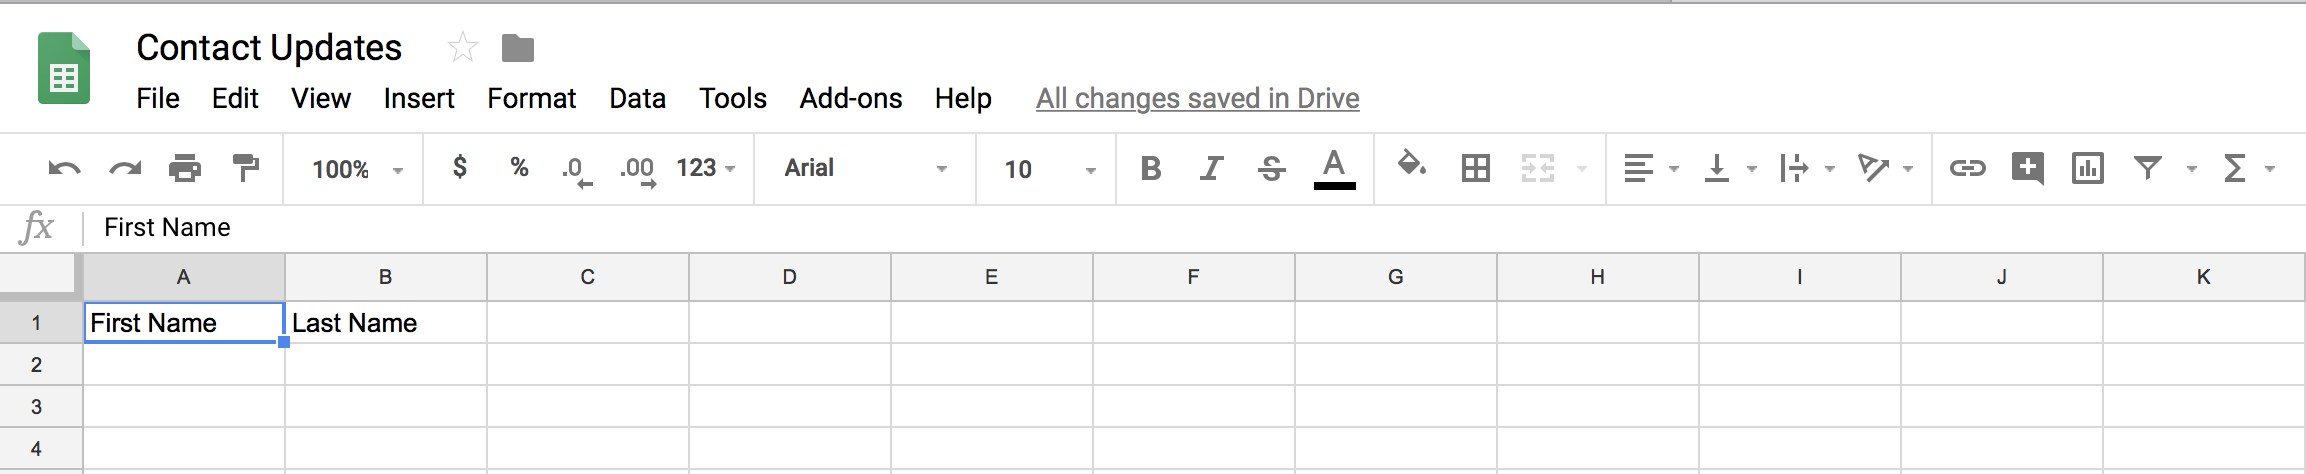 Contact Updates
File Edit View Insert Format Data Tools Add-ons Help All changes saved in Drive
100% $ % .0 .00 123 Arial 10 B I S A
fx First Name
A B C D E F G H I J K
1 First Name Last Name
2
3
4